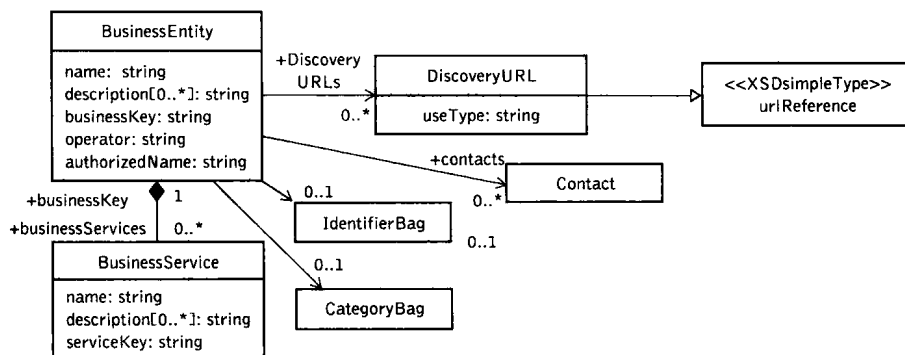 BusinessEntity
name: string
description[0..*]: string
businessKey: string
operator: string
authorizedName: string
+Discovery
URLs
0..*
DiscoveryURL
useType: string
<<XSDsimpleType>>
urlReference
+contacts
0..*
Contact
0..1
IdentifierBag
0..1
+businessKey
1
+businessServices
0..*
0..1
CategoryBag
BusinessService
name: string
description[0..*]: string
serviceKey: string